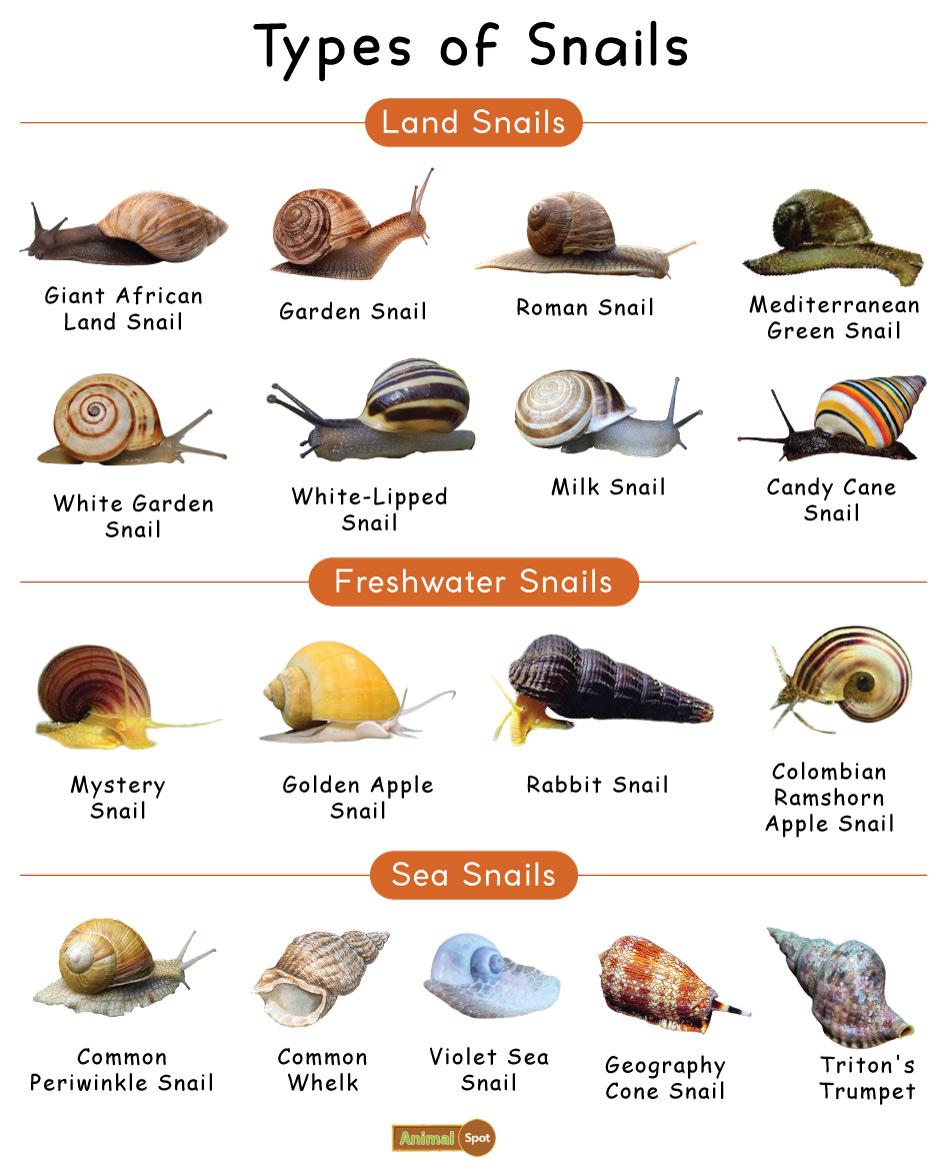 Types of Snails
Land Snails
Giant African
Land Snail
Garden Snail
Roman Snail
Mediterranean
Green Snail
White Garden
Snail
White-Lipped
Snail
Milk Snail
Candy Cane
Snail
Freshwater Snails
Mystery
Snail
Golden Apple
Snail
Rabbit Snail
Colombian
Ramshorn
Apple Snail
Sea Snails
Common
Periwinkle Snail
Common
Whelk
Violet Sea
Snail
Geography
Cone Snail
Triton's
Trumpet
Animal Spot